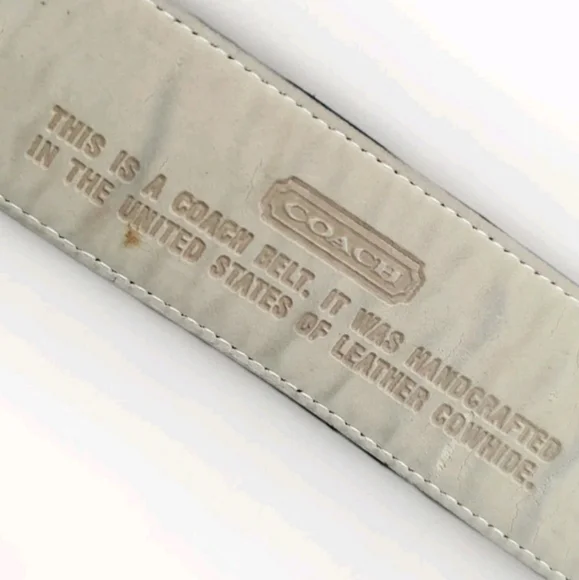 COACH
THIS IS A COACH BELT. IT WAS HANDCRAFTED
IN THE UNITED STATES OF LEATHER COWHIDE.